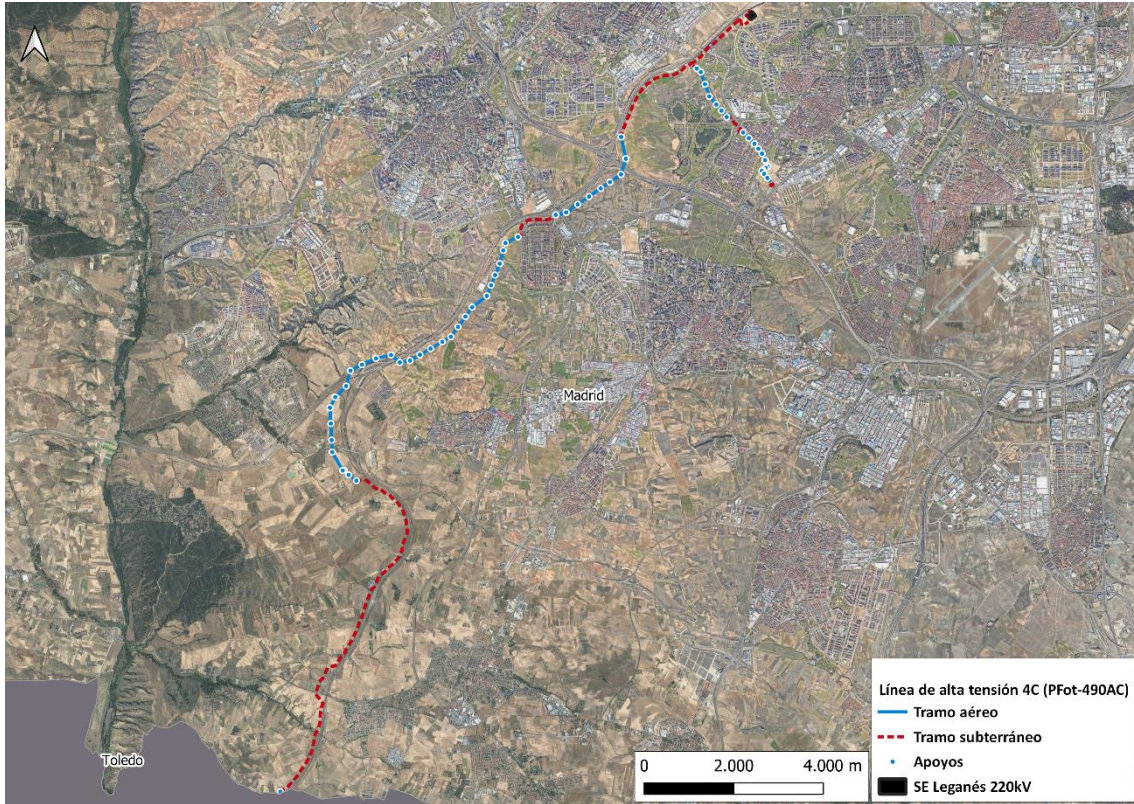 Madrid
Toledo
Línea de alta tensión 4C (PFot-490AC)
Tramo aéreo
Tramo subterráneo
Apoyos
SE Leganés 220kV
0 2.000 4.000 m